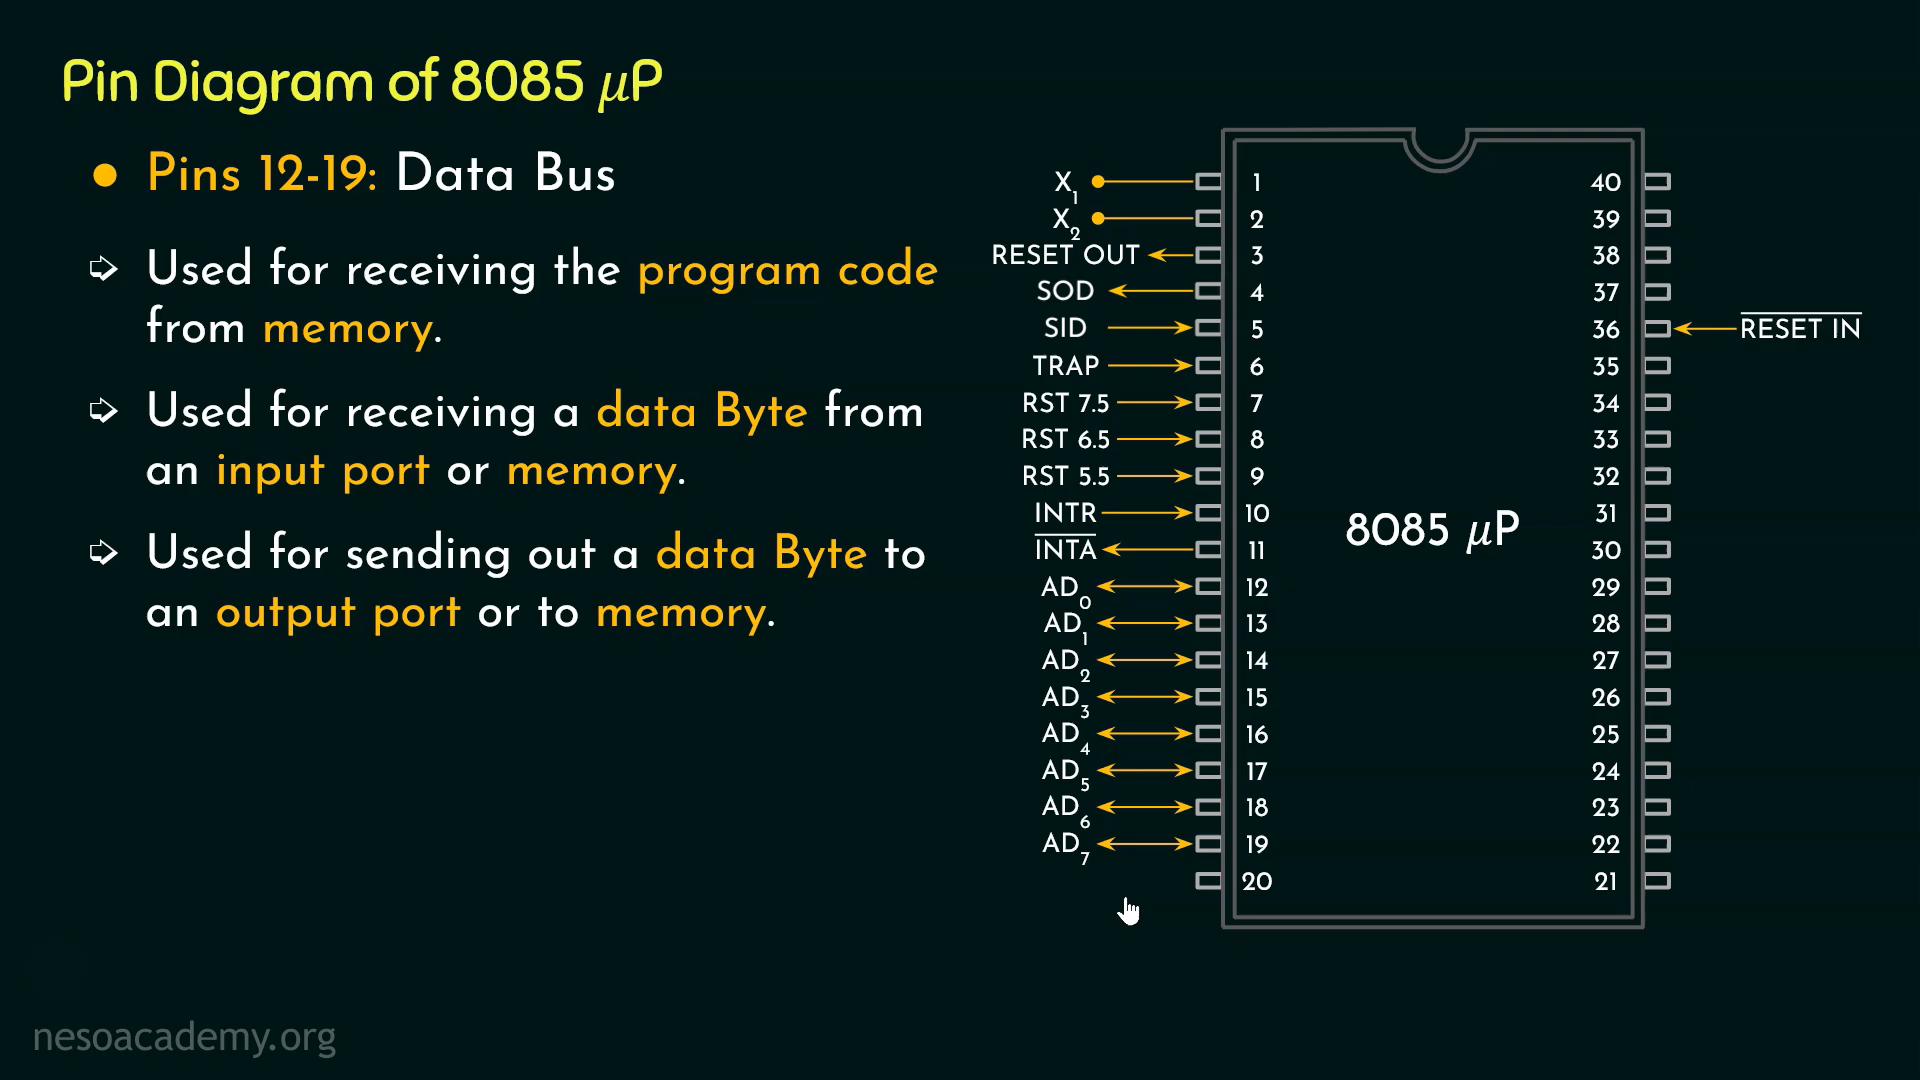 Pin Diagram of 8085 μP
● Pins 12-19: Data Bus
➩ Used for receiving the program code
from memory.
➩ Used for receiving a data Byte from
an input port or memory.
➩ Used for sending out a data Byte to
an output port or to memory.
X₁ 1 40
X₂ 2 39
RESET OUT 3 38
SOD 4 37
SID 5 36 R̅E̅S̅E̅T̅ ̅I̅N̅
TRAP 6 35
RST 7.5 7 34
RST 6.5 8 33
RST 5.5 9 32
INTR 10 31
I̅N̅T̅A̅ 11 30
8085 μP
AD₀ 12 29
AD₁ 13 28
AD₂ 14 27
AD₃ 15 26
AD₄ 16 25
AD₅ 17 24
AD₆ 18 23
AD₇ 19 22
20 21
nesoacademy.org